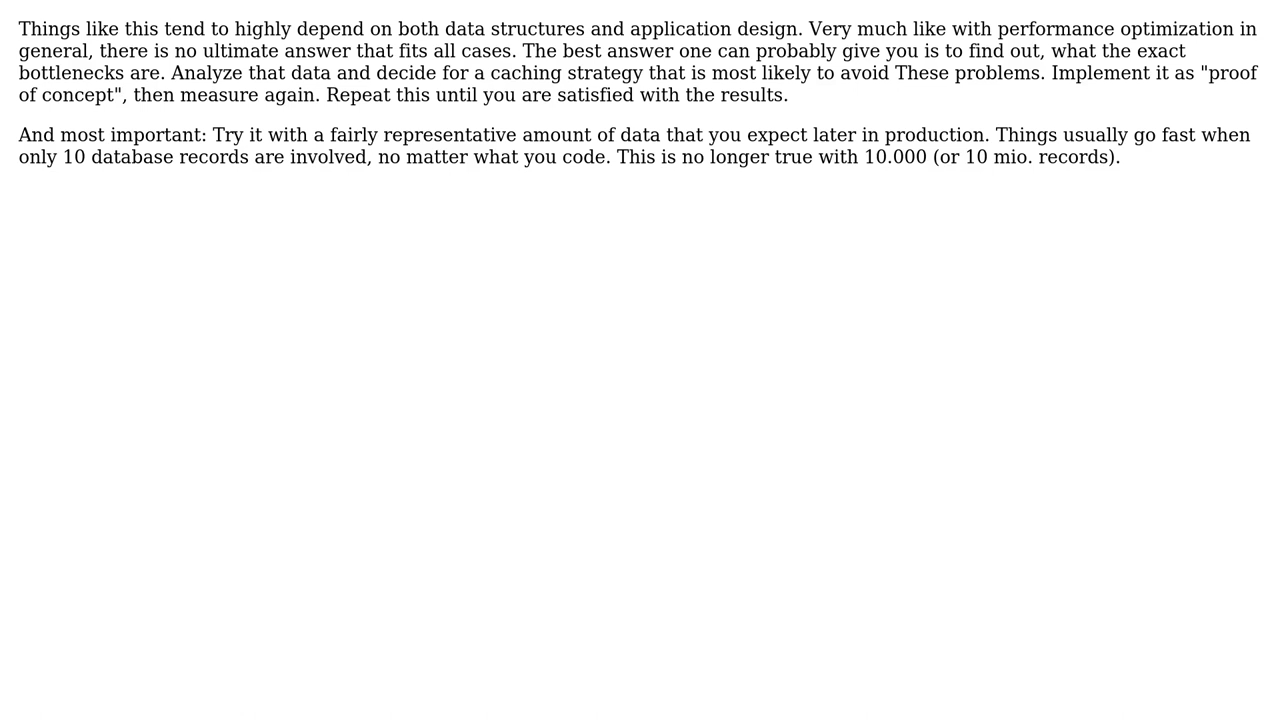 Things like this tend to highly depend on both data structures and application design. Very much like with performance optimization in
general, there is no ultimate answer that fits all cases. The best answer one can probably give you is to find out, what the exact
bottlenecks are. Analyze that data and decide for a caching strategy that is most likely to avoid These problems. Implement it as "proof
of concept", then measure again. Repeat this until you are satisfied with the results.
And most important: Try it with a fairly representative amount of data that you expect later in production. Things usually go fast when
only 10 database records are involved, no matter what you code. This is no longer true with 10.000 (or 10 mio. records).